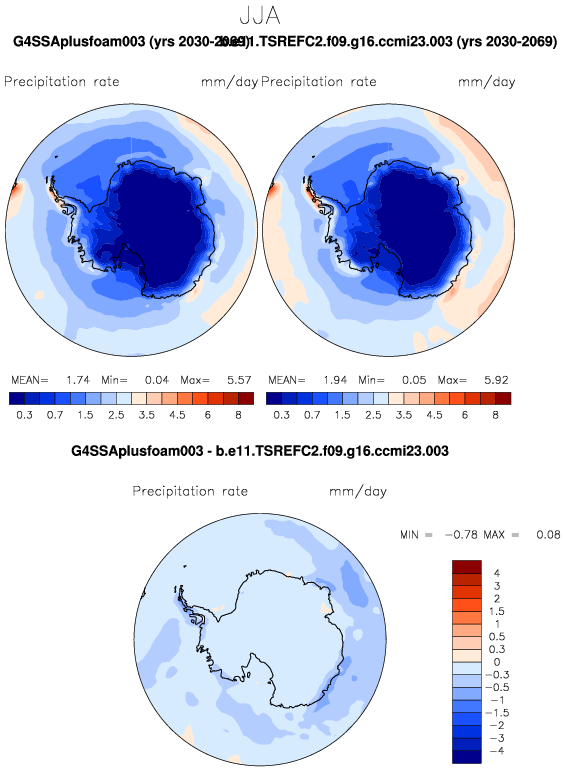 JJA
G4SSAplusfoam003 (yrs 2030-2069) b.e11.TSREFC2.f09.g16.ccmi23.003 (yrs 2030-2069)
Precipitation rate mm/day Precipitation rate mm/day
MEAN= 1.74 Min= 0.04 Max= 5.57 MEAN= 1.94 Min= 0.05 Max= 5.92
0.3 0.7 1.5 2.5 3.5 4.5 6 8 0.3 0.7 1.5 2.5 3.5 4.5 6 8
G4SSAplusfoam003 - b.e11.TSREFC2.f09.g16.ccmi23.003
Precipitation rate mm/day
MIN = -0.78 MAX = 0.08
4
3
2
1.5
1
0.5
0.3
0
-0.3
-0.5
-1
-1.5
-2
-3
-4